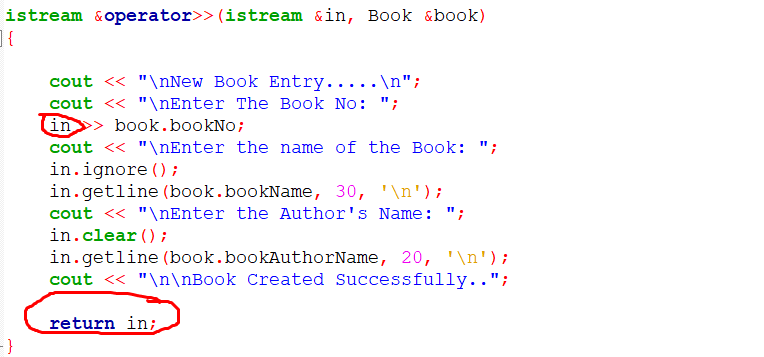 istream &operator>>(istream &in, Book &book)
{
cout << "\nNew Book Entry.....\n";
cout << "\nEnter The Book No: ";
in >> book.bookNo;
cout << "\nEnter the name of the Book: ";
in.ignore();
in.getline(book.bookName, 30, '\n');
cout << "\nEnter the Author's Name: ";
in.clear();
in.getline(book.bookAuthorName, 20, '\n');
cout << "\n\nBook Created Successfully..";
return in;
}